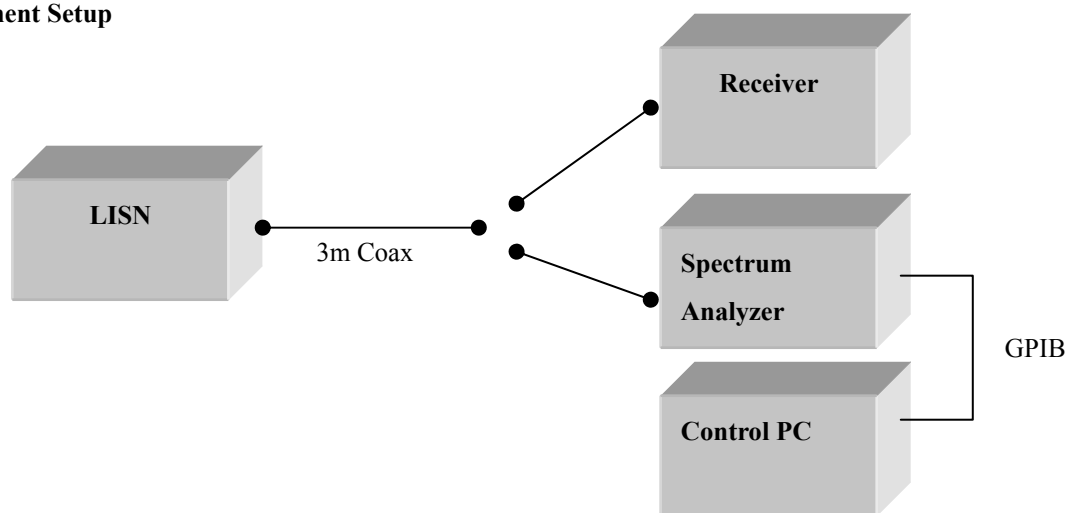 ment Setup
Receiver
LISN
3m Coax
Spectrum
Analyzer
GPIB
Control PC